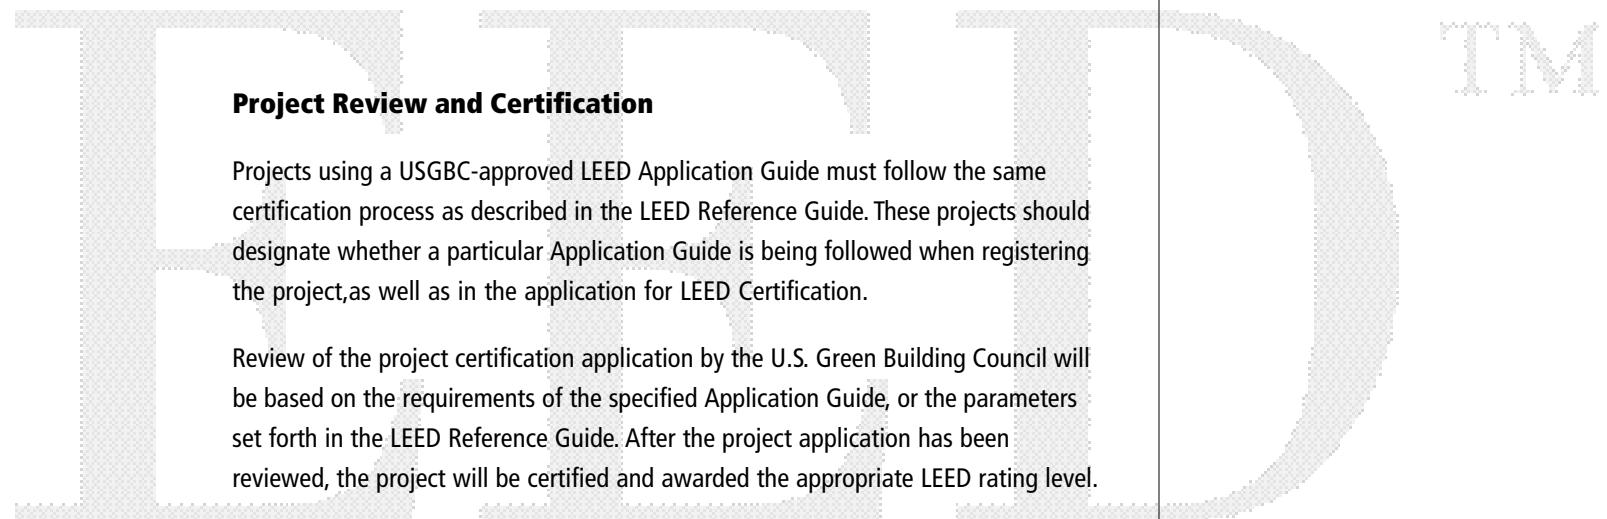 EED™
Project Review and Certification
Projects using a USGBC-approved LEED Application Guide must follow the same
certification process as described in the LEED Reference Guide. These projects should
designate whether a particular Application Guide is being followed when registering
the project,as well as in the application for LEED Certification.
Review of the project certification application by the U.S. Green Building Council will
be based on the requirements of the specified Application Guide, or the parameters
set forth in the LEED Reference Guide. After the project application has been
reviewed, the project will be certified and awarded the appropriate LEED rating level.